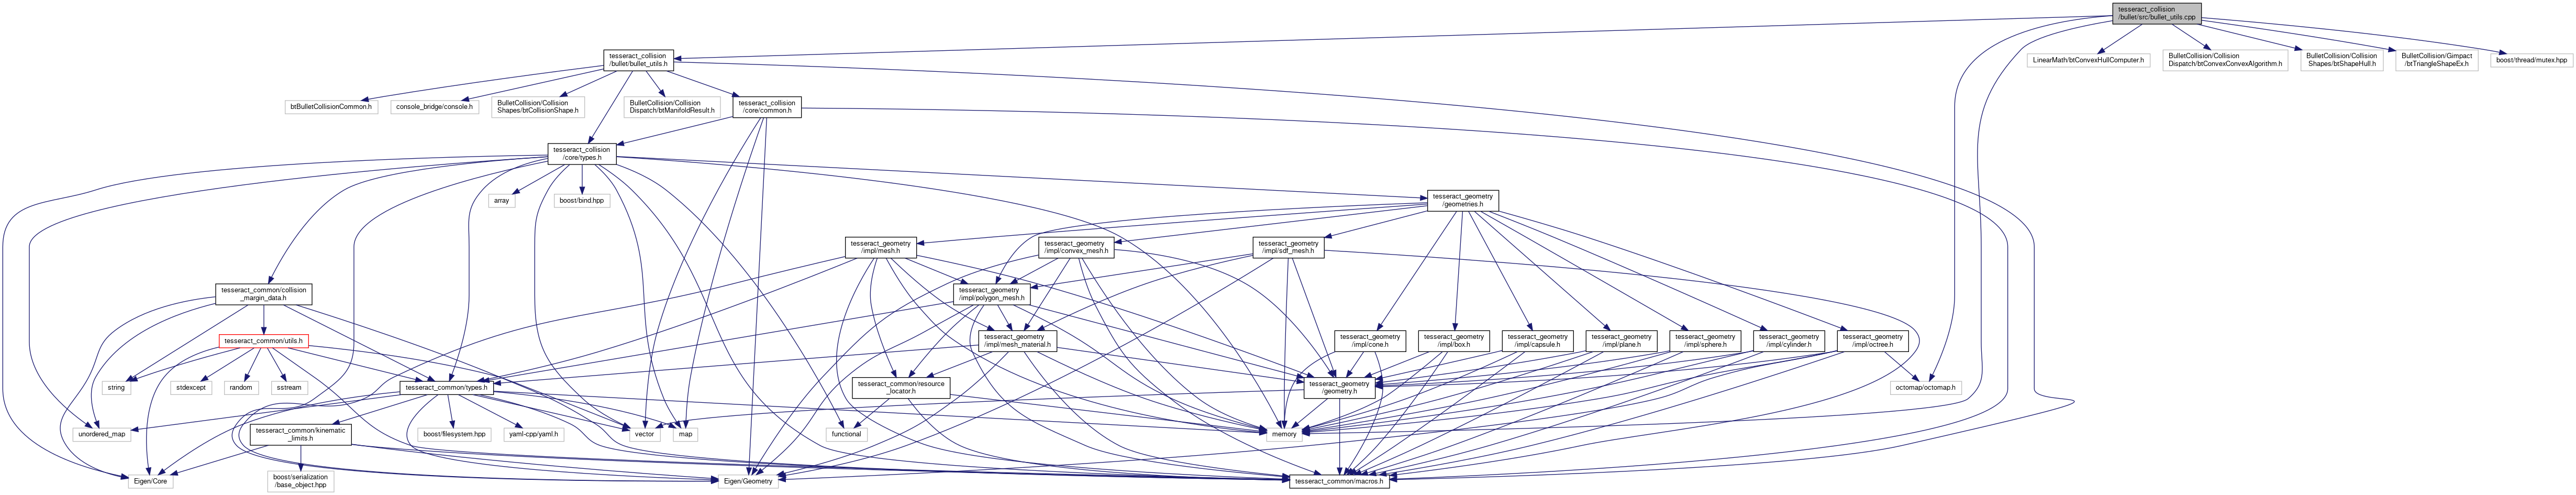 tesseract_collision
/bullet/src/bullet_utils.cpp
tesseract_collision
/bullet/bullet_utils.h
LinearMath/btConvexHullComputer.h
BulletCollision/Collision
Dispatch/btConvexConvexAlgorithm.h
BulletCollision/Collision
Shapes/btShapeHull.h
BulletCollision/Gimpact
/btTriangleShapeEx.h
boost/thread/mutex.hpp
btBulletCollisionCommon.h
console_bridge/console.h
BulletCollision/Collision
Shapes/btCollisionShape.h
BulletCollision/Collision
Dispatch/btManifoldResult.h
tesseract_collision
/core/common.h
tesseract_collision
/core/types.h
array
boost/bind.hpp
tesseract_geometry
/geometries.h
tesseract_geometry
/impl/mesh.h
tesseract_geometry
/impl/convex_mesh.h
tesseract_geometry
/impl/sdf_mesh.h
tesseract_common/collision
_margin_data.h
tesseract_geometry
/impl/polygon_mesh.h
tesseract_common/utils.h
tesseract_geometry
/impl/mesh_material.h
tesseract_geometry
/impl/cone.h
tesseract_geometry
/impl/box.h
tesseract_geometry
/impl/capsule.h
tesseract_geometry
/impl/plane.h
tesseract_geometry
/impl/sphere.h
tesseract_geometry
/impl/cylinder.h
tesseract_geometry
/impl/octree.h
string
stdexcept
random
sstream
tesseract_common/types.h
tesseract_common/resource
_locator.h
tesseract_geometry
/geometry.h
octomap/octomap.h
unordered_map
tesseract_common/kinematic
_limits.h
boost/filesystem.hpp
yaml-cpp/yaml.h
vector
map
functional
memory
Eigen/Core
boost/serialization
/base_object.hpp
Eigen/Geometry
tesseract_common/macros.h